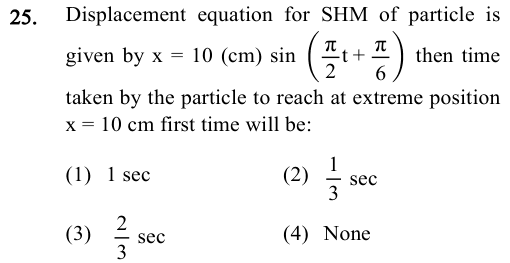 25. Displacement equation for SHM of particle is
given by x = 10 (cm) sin (π/2 t + π/6) then time
taken by the particle to reach at extreme position
x = 10 cm first time will be:
(1) 1 sec (2) 1/3 sec
(3) 2/3 sec (4) None